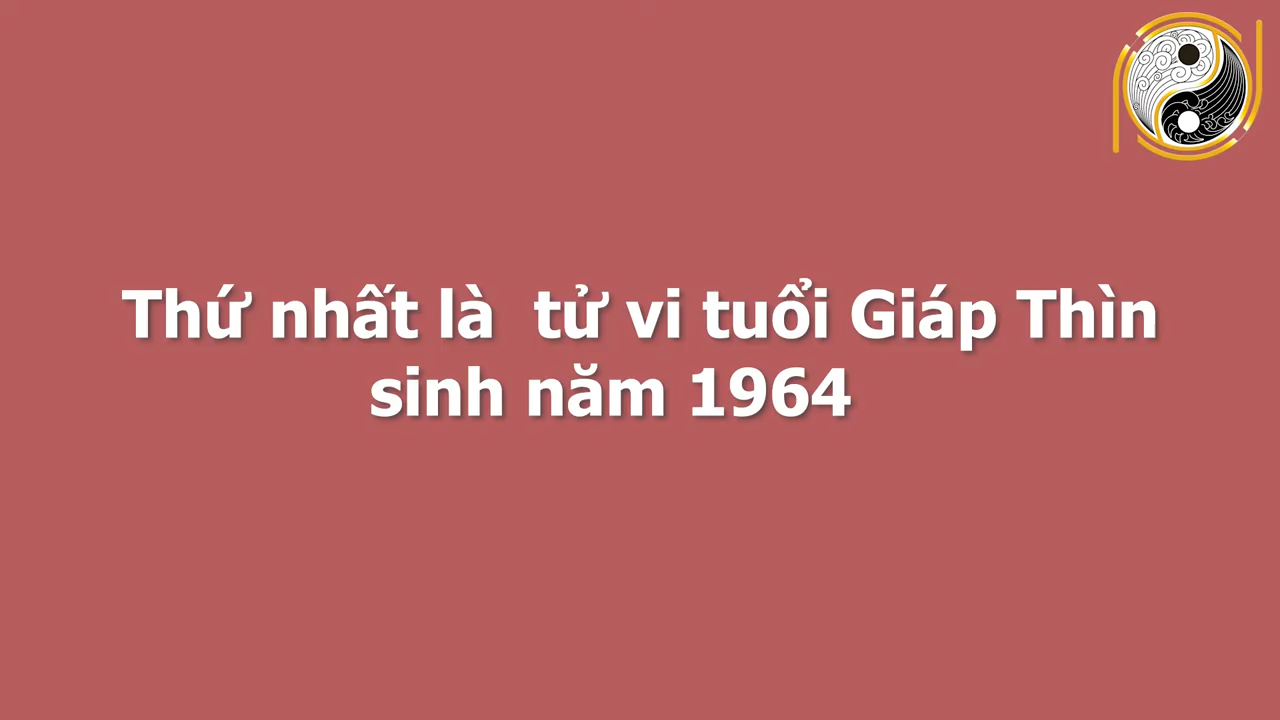 Thứ nhất là  tử vi tuổi Giáp Thìn
sinh năm 1964